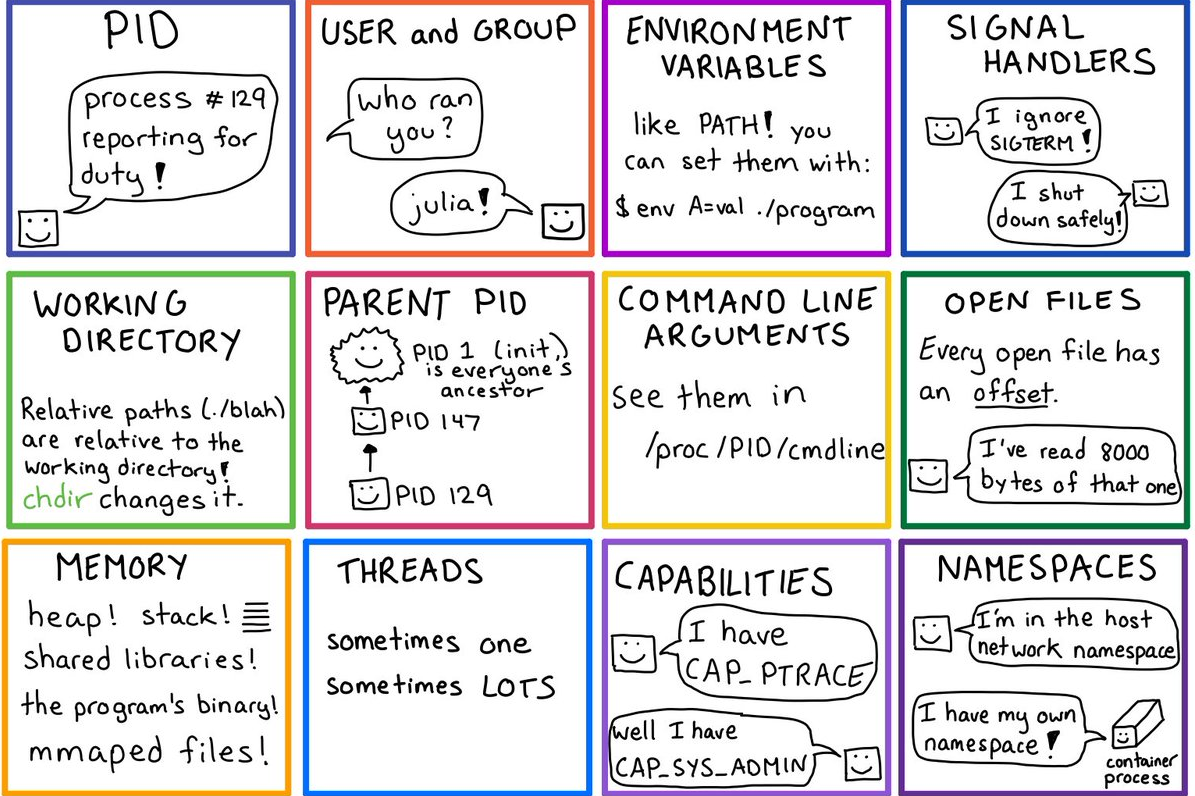 PID
process #129
reporting for
duty!
USER and GROUP
who ran
you?
julia!
ENVIRONMENT
VARIABLES
like PATH! you
can set them with:
$ env A=val ./program
SIGNAL
HANDLERS
I ignore
SIGTERM!
I shut
down safely!
WORKING
DIRECTORY
Relative paths (./blah)
are relative to the
working directory!
chdir changes it.
PARENT PID
PID 1 (init)
is everyone's
ancestor
PID 147
PID 129
COMMAND LINE
ARGUMENTS
see them in
/proc/PID/cmdline
OPEN FILES
Every open file has
an offset.
I've read 8000
bytes of that one
MEMORY
heap! stack!
shared libraries!
the program's binary!
mmaped files!
THREADS
sometimes one
sometimes LOTS
CAPABILITIES
I have
CAP_PTRACE
well I have
CAP_SYS_ADMIN
NAMESPACES
I'm in the host
network namespace
I have my own
namespace!
container
process